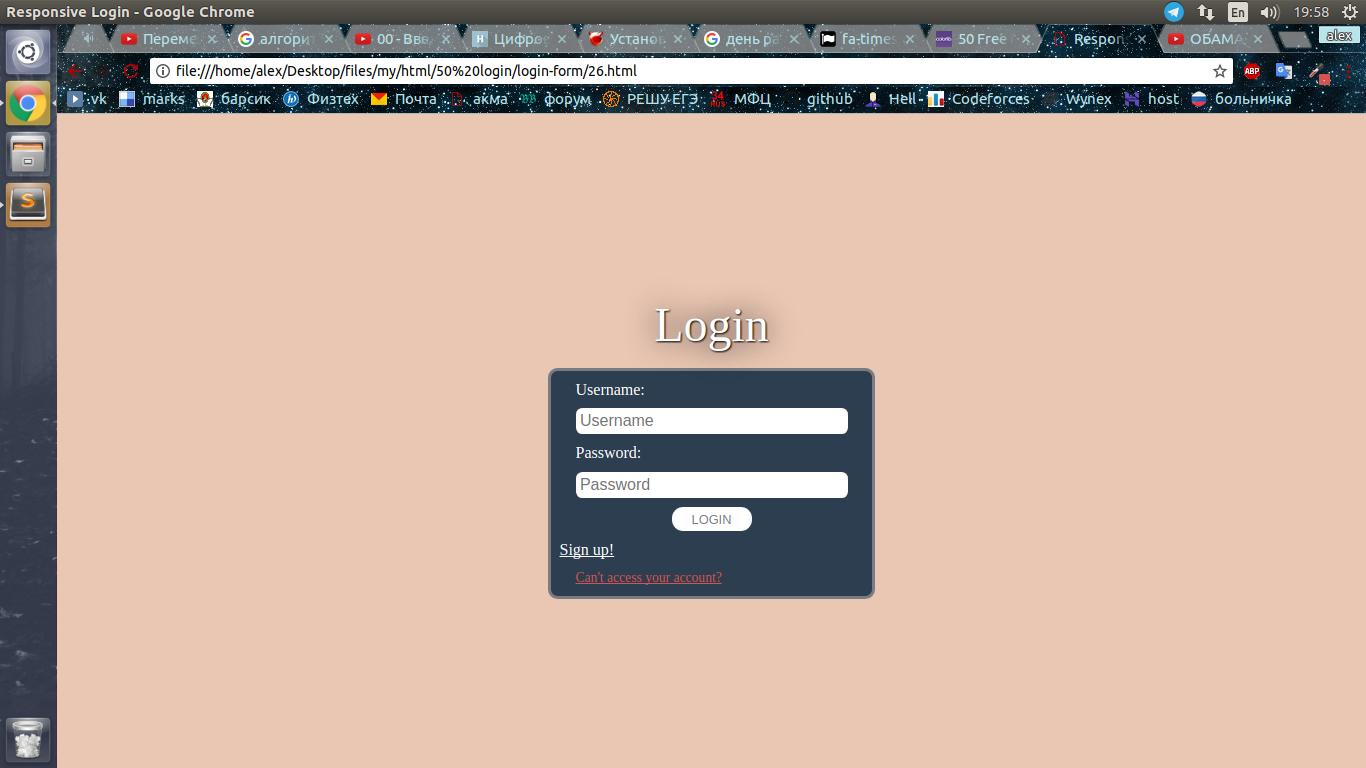 Responsive Login - Google Chrome
En
19:58
Переме
алгорит
00 - Вв
Цифро
Устано
день ра
fa-times
50 Free
Respon
ОБАМА
alex
file:///home/alex/Desktop/files/my/html/50%20login/login-form/26.html
ABP
vk marks барсик Физтех Почта акма форум РЕШУ ЕГЭ МФЦ github Hell - Codeforces Wynex host больничка
Login
Username:
Username
Password:
Password
LOGIN
Sign up!
Can't access your account?